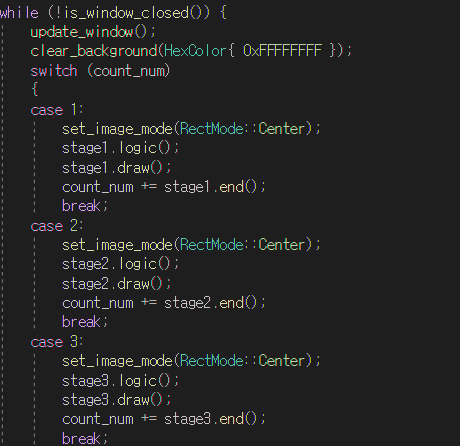 while (!is_window_closed()) {
update_window();
clear_background(HexColor{ 0xFFFFFFFF });
switch (count_num)
{
case 1:
set_image_mode(RectMode::Center);
stage1.logic();
stage1.draw();
count_num += stage1.end();
break;
case 2:
set_image_mode(RectMode::Center);
stage2.logic();
stage2.draw();
count_num += stage2.end();
break;
case 3:
set_image_mode(RectMode::Center);
stage3.logic();
stage3.draw();
count_num += stage3.end();
break;